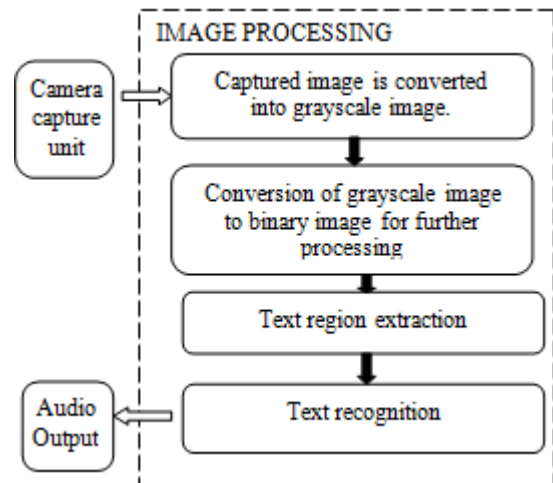 IMAGE PROCESSING
Camera
capture
unit
Captured image is converted
into grayscale image.
Conversion of grayscale image
to binary image for further
processing
Text region extraction
Text recognition
Audio
Output